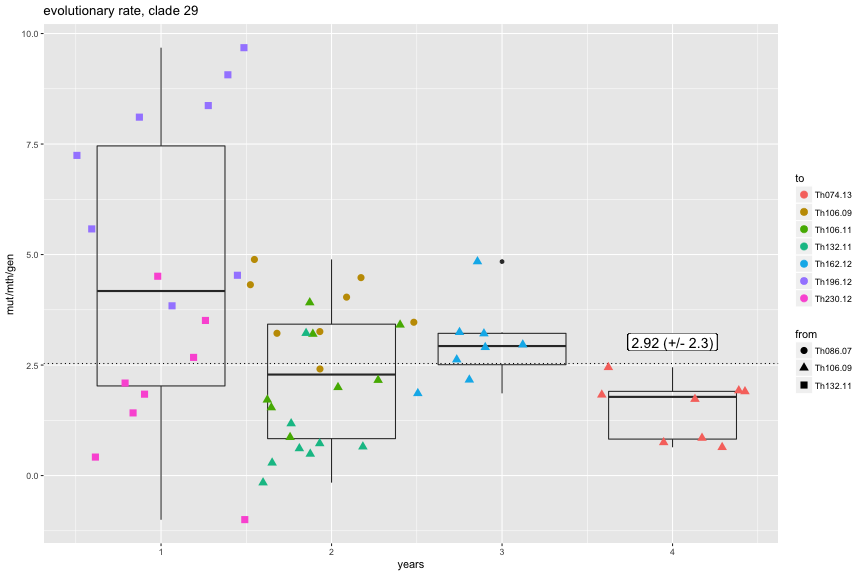 evolutionary rate, clade 29
10.0
7.5
5.0
2.5
0.0
mut/mth/gen
2.92 (+/- 2.3)
1
2
3
4
years
to
Th074.13
Th106.09
Th106.11
Th132.11
Th162.12
Th196.12
Th230.12
from
Th086.07
Th106.09
Th132.11